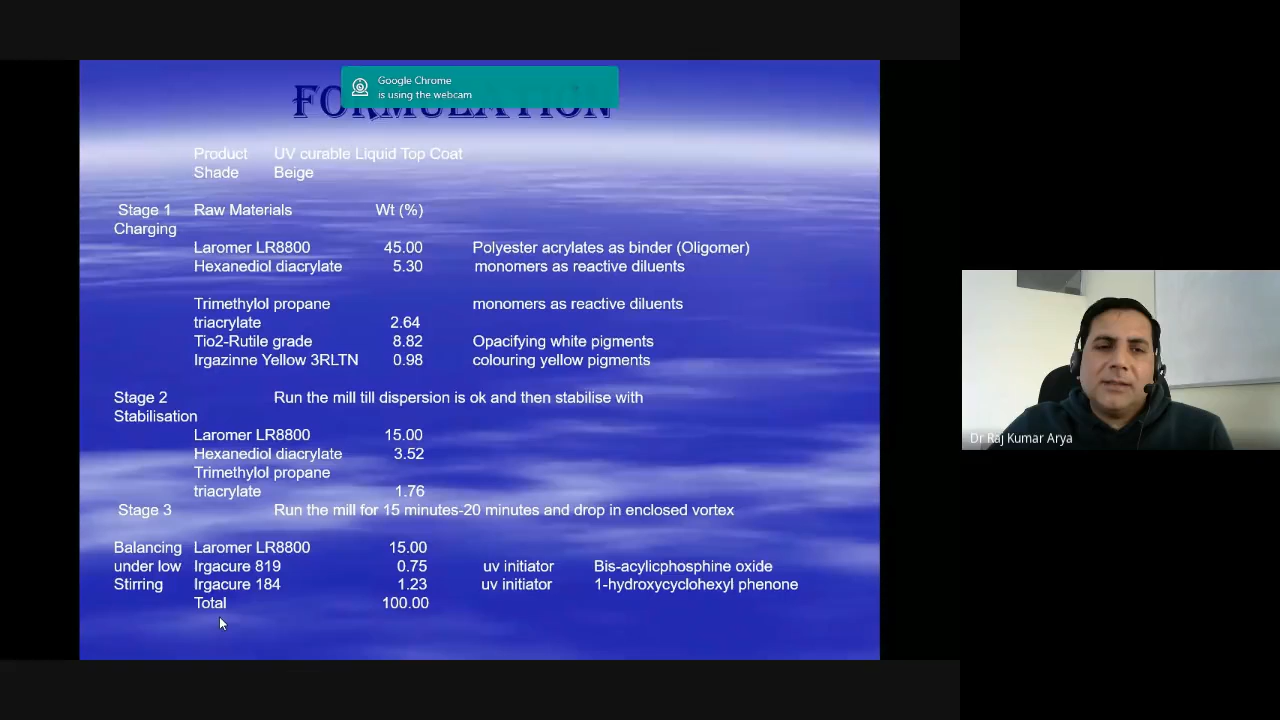 Google Chrome
is using the webcam
FORMULATION
Product UV curable Liquid Top Coat
Shade Beige
Stage 1 Raw Materials Wt (%)
Charging
Laromer LR8800 45.00 Polyester acrylates as binder (Oligomer)
Hexanediol diacrylate 5.30 monomers as reactive diluents
Trimethylol propane monomers as reactive diluents
triacrylate 2.64
Tio2-Rutile grade 8.82 Opacifying white pigments
Irgazinne Yellow 3RLTN 0.98 colouring yellow pigments
Stage 2 Run the mill till dispersion is ok and then stabilise with
Stabilisation
Laromer LR8800 15.00
Hexanediol diacrylate 3.52
Trimethylol propane
triacrylate 1.76
Stage 3 Run the mill for 15 minutes-20 minutes and drop in enclosed vortex
Balancing Laromer LR8800 15.00
under low Irgacure 819 0.75 uv initiator Bis-acylicphosphine oxide
Stirring Irgacure 184 1.23 uv initiator 1-hydroxycyclohexyl phenone
Total 100.00
Dr Raj Kumar Arya